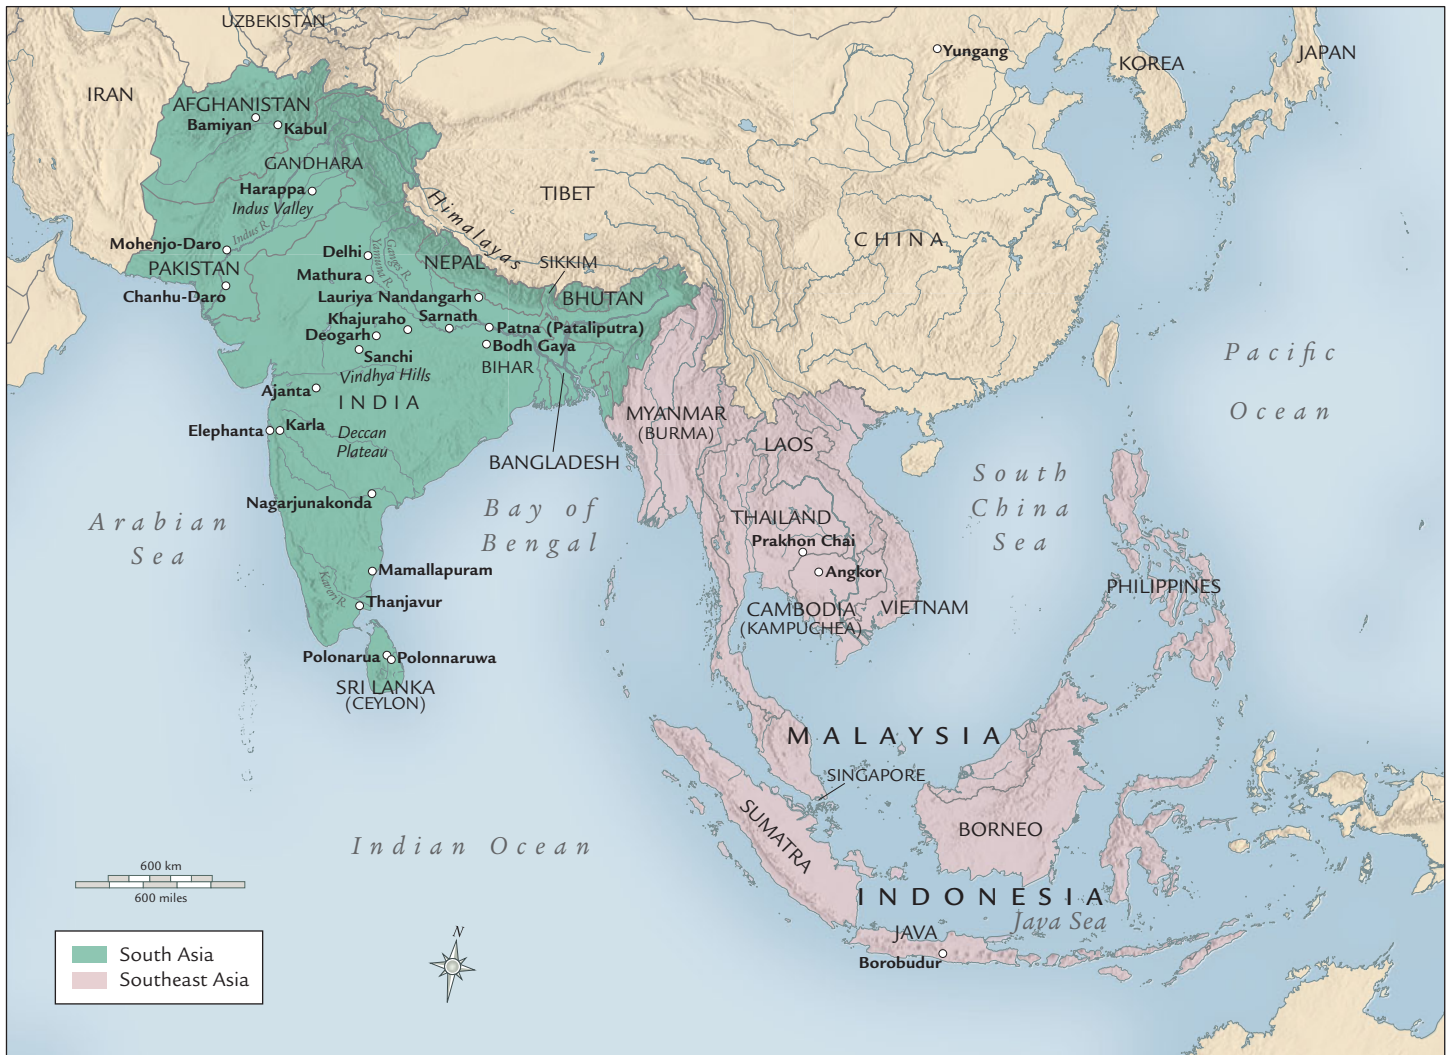 UZBEKISTAN
Yungang
JAPAN
KOREA
IRAN
AFGHANISTAN
Bamiyan
Kabul
GANDHARA
Harappa
Indus Valley
TIBET
Himalayas
Indus R.
Mohenjo-Daro
PAKISTAN
Chanhu-Daro
Delhi
Yamuna R.
Ganges R.
NEPAL
SIKKIM
CHINA
Mathura
Lauriya Nandangarh
BHUTAN
Khajuraho
Sarnath
Deogarh
Patna (Pataliputra)
Bodh Gaya
Sanchi
BIHAR
Vindhya Hills
Ajanta
INDIA
Pacific
Ocean
MYANMAR
(BURMA)
Elephanta
Karla
Deccan
Plateau
LAOS
BANGLADESH
Nagarjunakonda
Arabian
Sea
Bay of
Bengal
South
China
Sea
THAILAND
Prakhon Chai
Angkor
Mamallapuram
Kaveri R.
Thanjavur
CAMBODIA
(KAMPUCHEA)
VIETNAM
PHILIPPINES
Polonarua
Polonnaruwa
SRI LANKA
(CEYLON)
MALAYSIA
SINGAPORE
SUMATRA
BORNEO
Indian Ocean
INDONESIA
Java Sea
JAVA
Borobudur
600 km
600 miles
N
South Asia
Southeast Asia